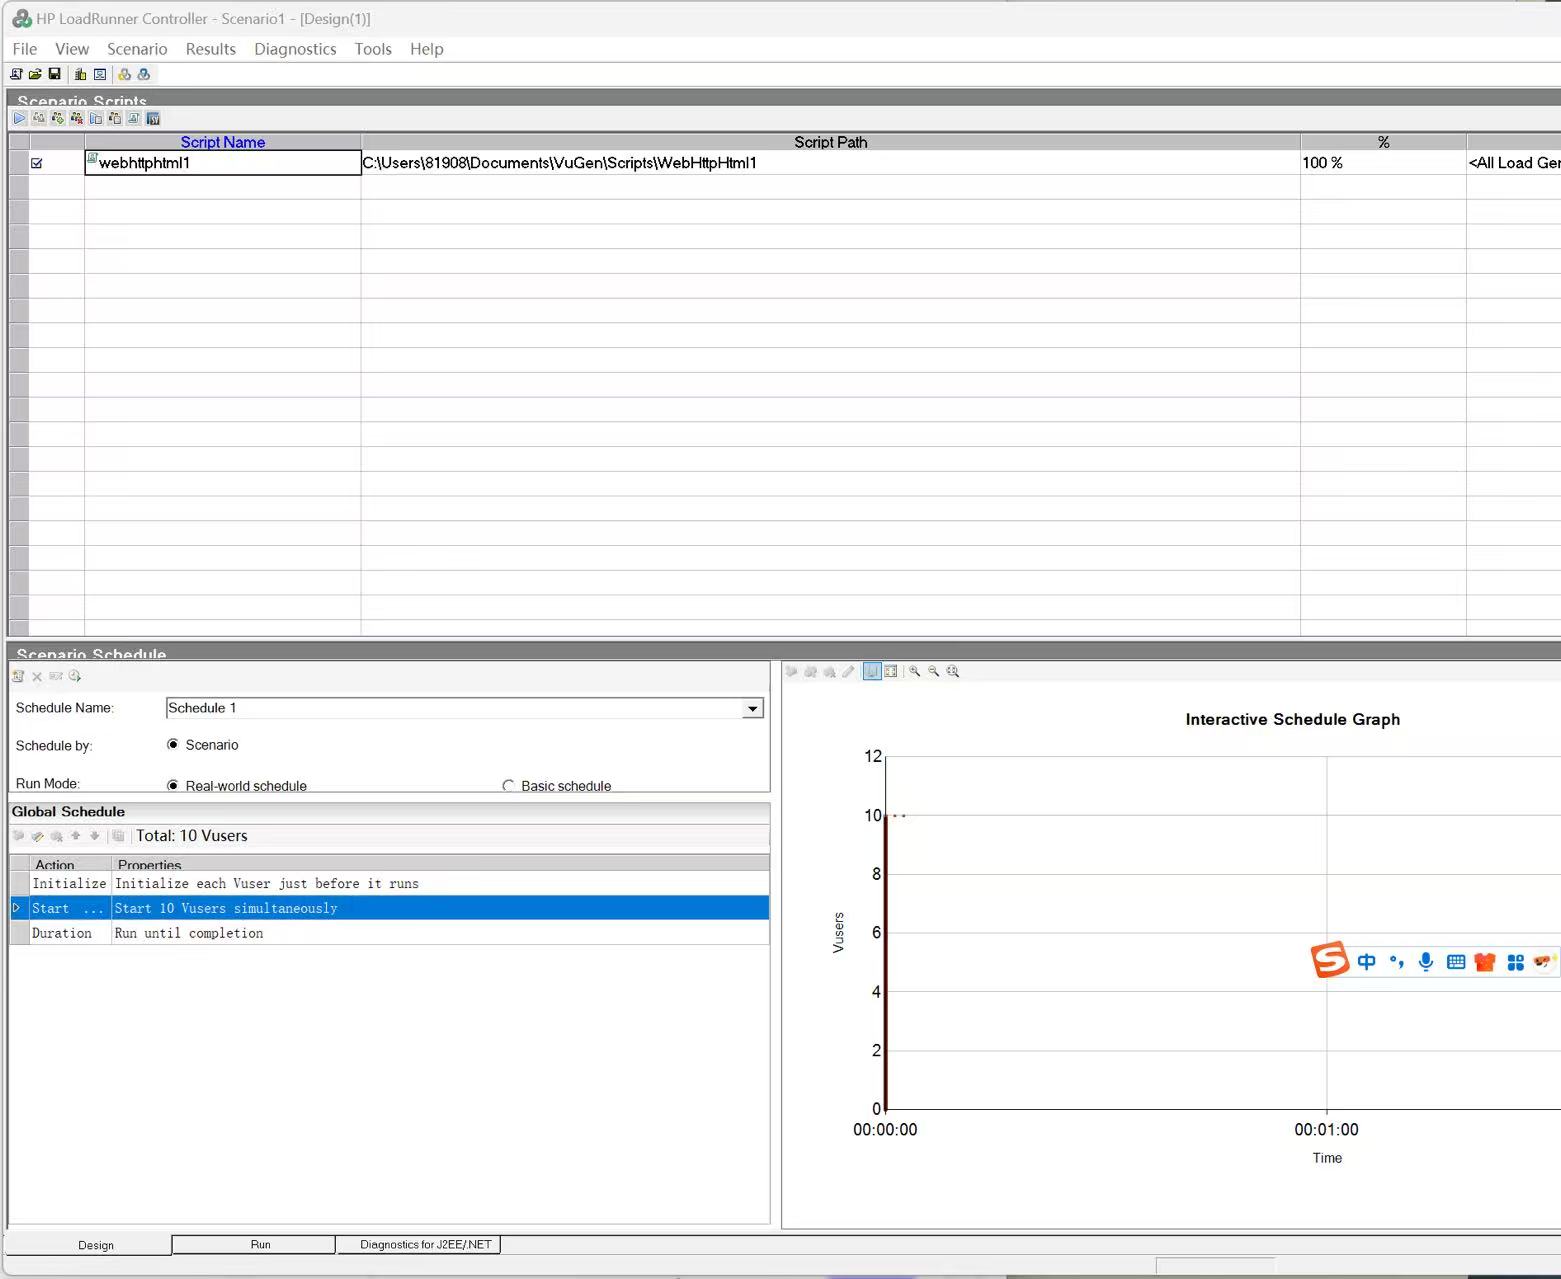 HP LoadRunner Controller - Scenario1 - [Design(1)]
File View Scenario Results Diagnostics Tools Help
Scenario Scripts
Script Name Script Path %
webhttphtml1 C:\Users\81908\Documents\VuGen\Scripts\WebHttpHtml1 100 % <All Load Ger
Scenario Schedule
Schedule Name: Schedule 1
Schedule by: Scenario
Run Mode: Real-world schedule Basic schedule
Global Schedule
Total: 10 Vusers
Action Properties
Initialize Initialize each Vuser just before it runs
Start ... Start 10 Vusers simultaneously
Duration Run until completion
Interactive Schedule Graph
12
10
8
6
4
2
0
Vusers
00:00:00 00:01:00
Time
S 中 °,
Design Run Diagnostics for J2EE/.NET